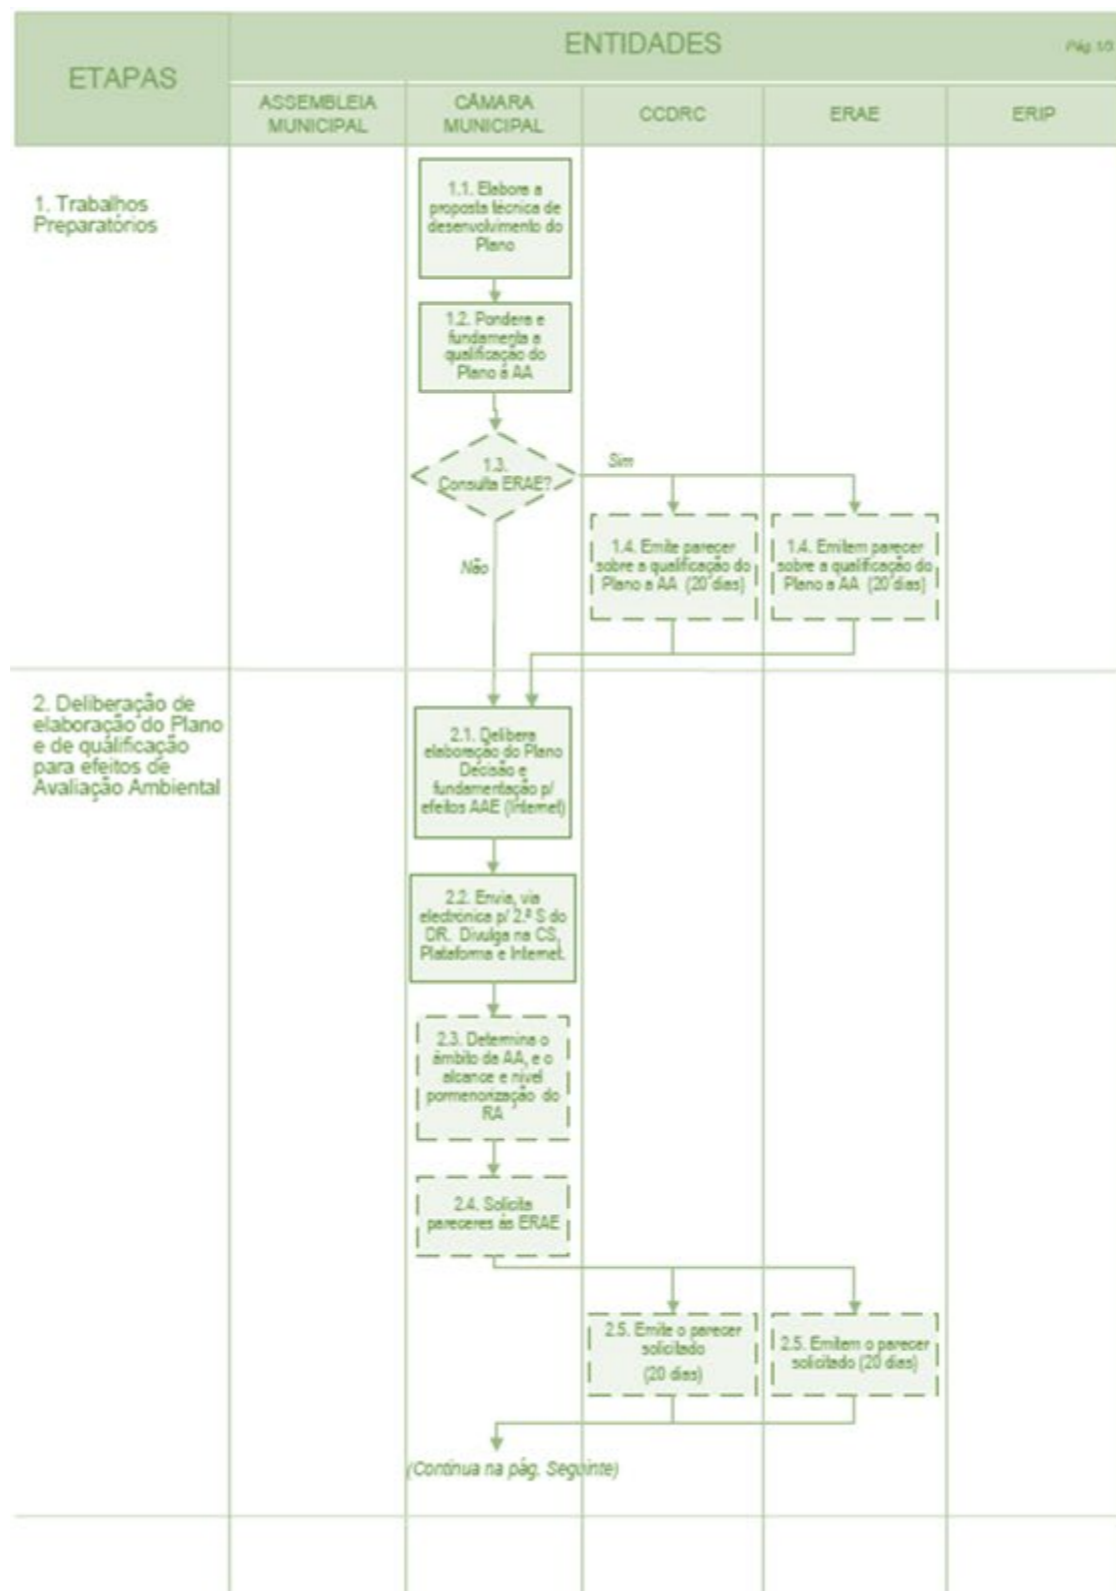 ETAPAS
ENTIDADES
Pág. 1/3
ASSEMBLEIA
MUNICIPAL
CÂMARA
MUNICIPAL
CCDRC
ERAE
ERIP
1. Trabalhos
Preparatórios
1.1. Elabora a
proposta técnica de
desenvolvimento do
Plano
1.2. Pondera e
fundamenta a
qualificação do
Plano à AA
1.3.
Consulta ERAE?
Sim
Não
1.4. Emite parecer
sobre a qualificação do
Plano a AA (20 dias)
1.4. Emitem parecer
sobre a qualificação do
Plano a AA (20 dias)
2. Deliberação de
elaboração do Plano
e de qualificação
para efeitos de
Avaliação Ambiental
2.1. Delibera
elaboração do Plano
Decisão e
fundamentação p/
efeitos AAE (Internet)
2.2. Envia, via
electrónica p/ 2.ª S do
DR. Divulga na CS,
Plataforma e Internet.
2.3. Determina o
âmbito da AA, e o
alcance e nível
pormenorização do
RA
2.4. Solicita
pareceres às ERAE
2.5. Emite o parecer
solicitado
(20 dias)
2.5. Emitem o parecer
solicitado (20 dias)
(Continua na pág. Seguinte)